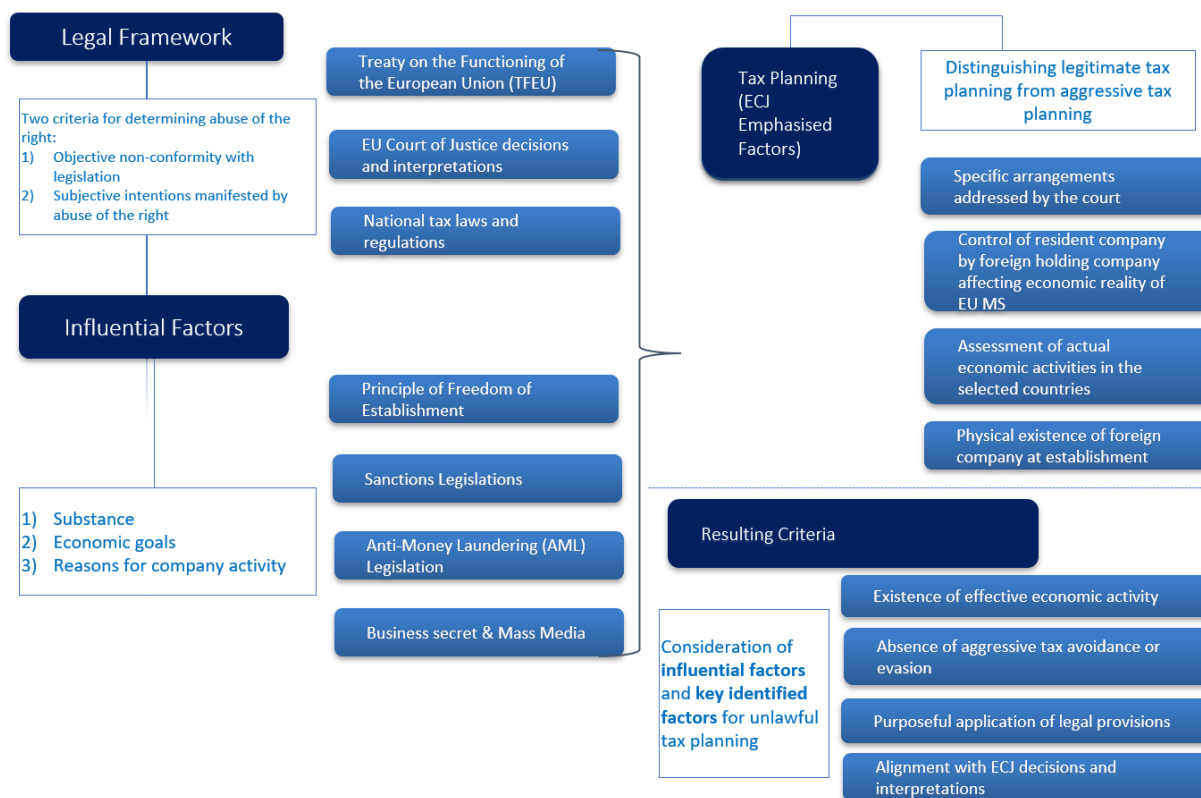 Legal Framework
Two criteria for determining abuse of the
right:
1) Objective non-conformity with
legislation
2) Subjective intentions manifested by
abuse of the right
Influential Factors
1) Substance
2) Economic goals
3) Reasons for company activity
Treaty on the Functioning of
the European Union (TFEU)
EU Court of Justice decisions
and interpretations
National tax laws and
regulations
Principle of Freedom of
Establishment
Sanctions Legislations
Anti-Money Laundering (AML)
Legislation
Business secret & Mass Media
Tax Planning
(ECJ
Emphasised
Factors)
Distinguishing legitimate tax
planning from aggressive tax
planning
Specific arrangements
addressed by the court
Control of resident company
by foreign holding company
affecting economic reality of
EU MS
Assessment of actual
economic activities in the
selected countries
Physical existence of foreign
company at establishment
Resulting Criteria
Consideration of
influential factors
and key identified
factors for unlawful
tax planning
Existence of effective economic activity
Absence of aggressive tax avoidance or
evasion
Purposeful application of legal provisions
Alignment with ECJ decisions and
interpretations